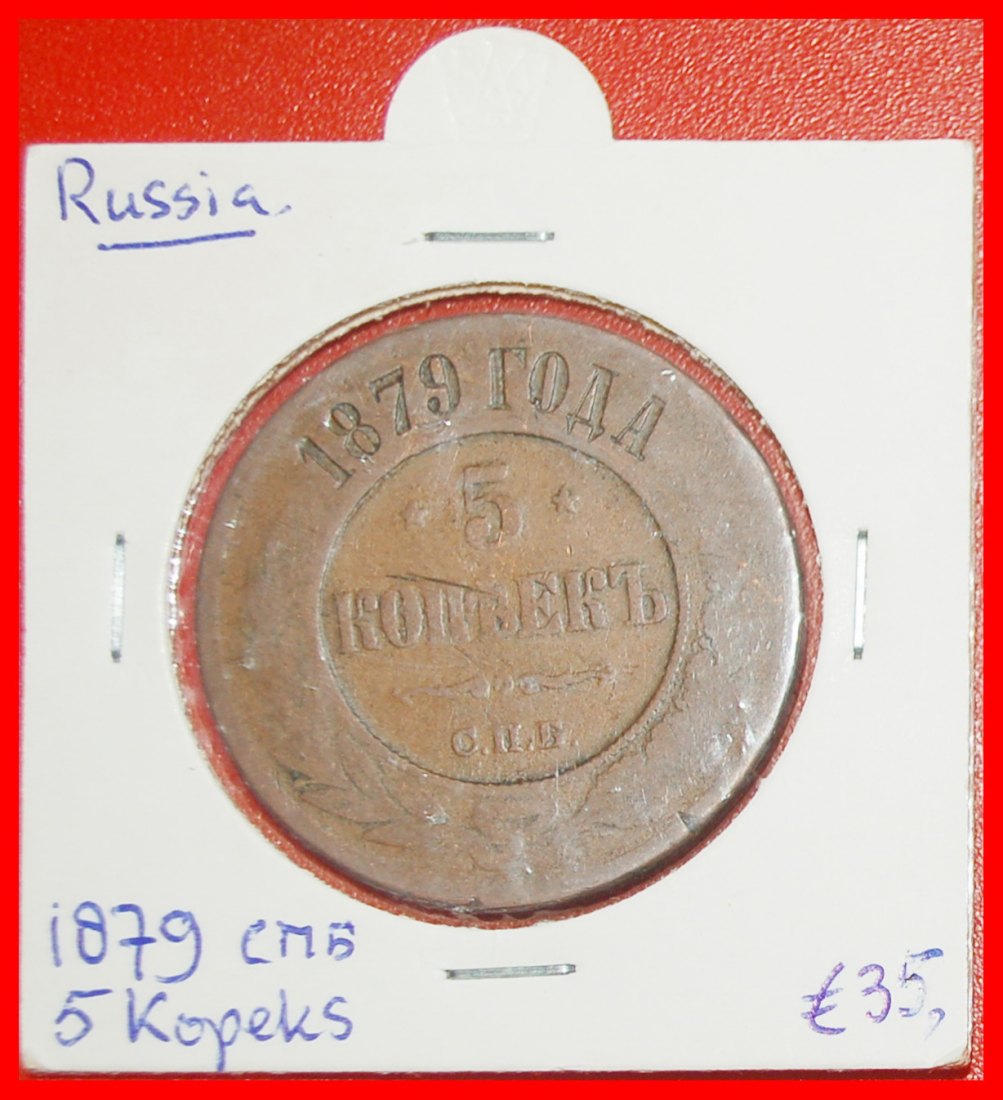 Russia.
1879 ГОДА
5
КОПѢЕКЪ
С.П.Б.
1879 СПБ
5 Kopeks
€35,